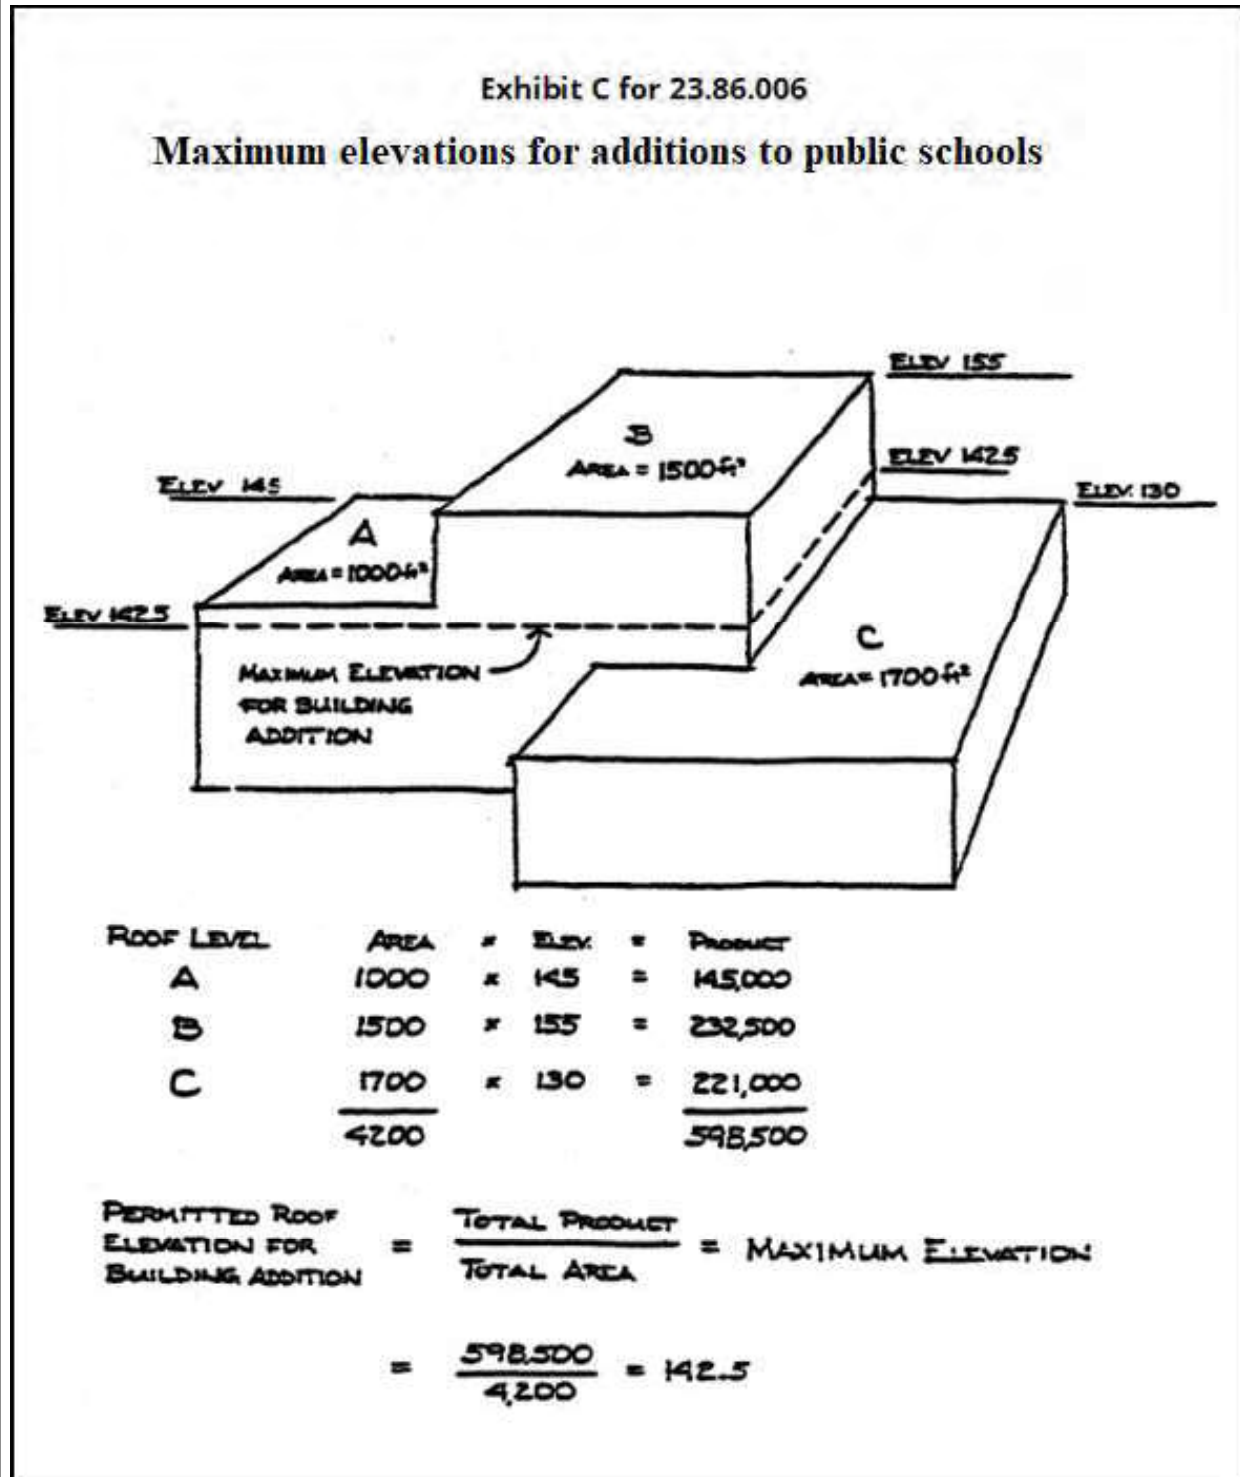 Exhibit C for 23.86.006
Maximum elevations for additions to public schools
ELEV 155
B
AREA = 1500 ft²
ELEV 142.5
ELEV 145
ELEV. 130
A
AREA = 1000 ft²
ELEV 142.5
C
AREA = 1700 ft²
MAXIMUM ELEVATION
FOR BUILDING
ADDITION
ROOF LEVEL AREA × ELEV. = PRODUCT
A 1000 × 145 = 145,000
B 1500 × 155 = 232,500
C 1700 × 130 = 221,000
4200 598,500
PERMITTED ROOF
ELEVATION FOR
BUILDING ADDITION
= TOTAL PRODUCT
TOTAL AREA
= MAXIMUM ELEVATION
= 598,500
4,200
= 142.5